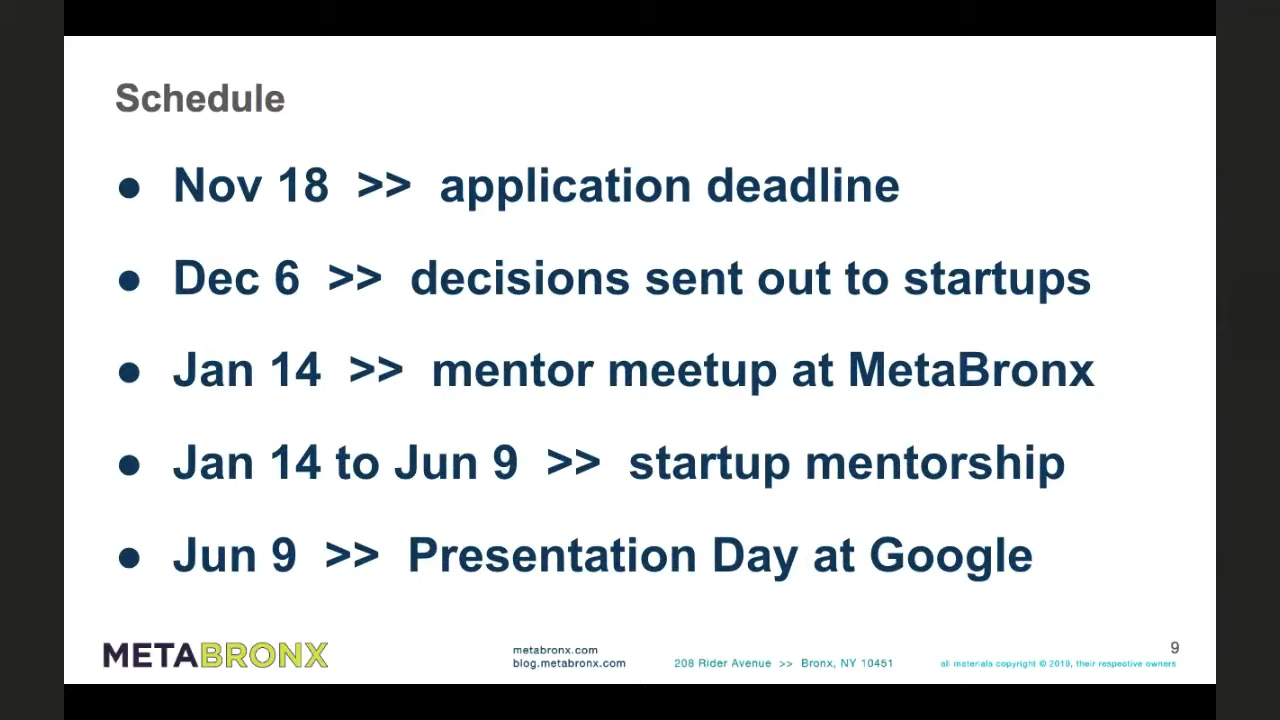 Schedule
● Nov 18 >> application deadline
● Dec 6 >> decisions sent out to startups
● Jan 14 >> mentor meetup at MetaBronx
● Jan 14 to Jun 9 >> startup mentorship
● Jun 9 >> Presentation Day at Google
METABRONX
metabronx.com
blog.metabronx.com
208 Rider Avenue >> Bronx, NY 10451
all materials copyright © 2019, their respective owners
9